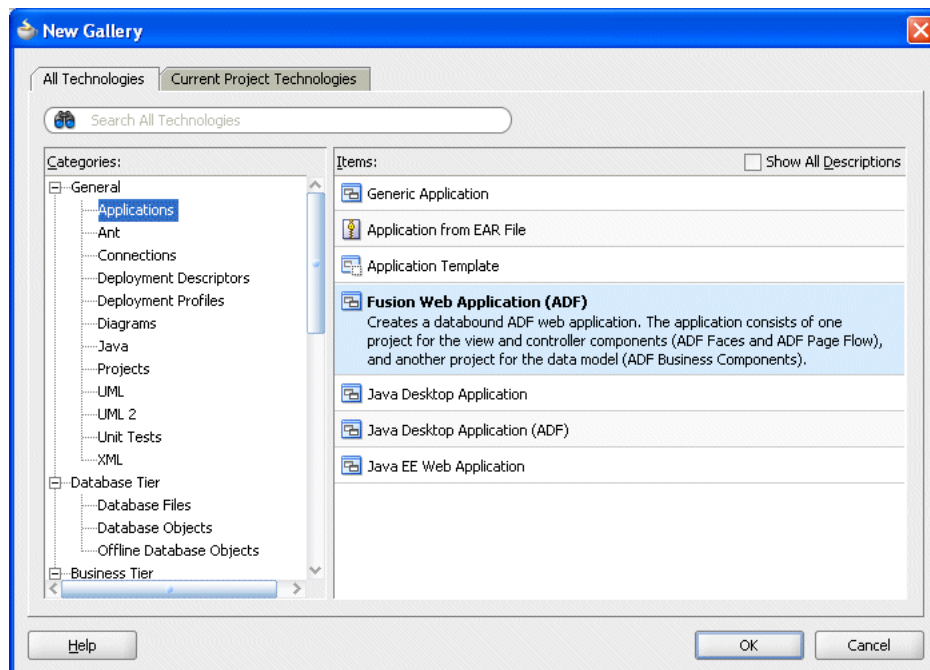 New Gallery
All Technologies
Current Project Technologies
Search All Technologies
Categories:
General
Applications
Ant
Connections
Deployment Descriptors
Deployment Profiles
Diagrams
Java
Projects
UML
UML 2
Unit Tests
XML
Database Tier
Database Files
Database Objects
Offline Database Objects
Business Tier
Items:
Show All Descriptions
Generic Application
Application from EAR File
Application Template
Fusion Web Application (ADF)
Creates a databound ADF web application. The application consists of one
project for the view and controller components (ADF Faces and ADF Page Flow),
and another project for the data model (ADF Business Components).
Java Desktop Application
Java Desktop Application (ADF)
Java EE Web Application
Help
OK
Cancel